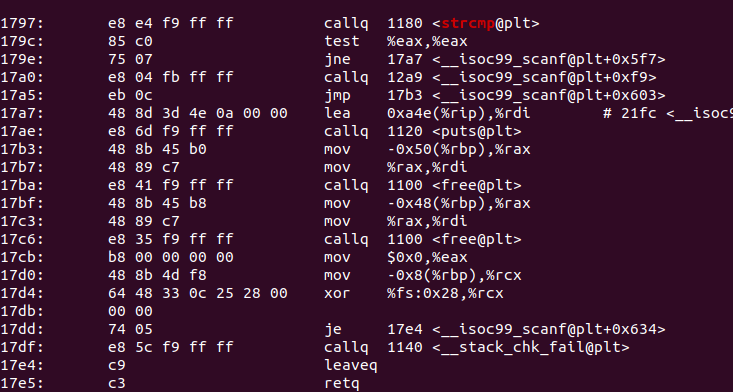 1797: e8 e4 f9 ff ff callq 1180 <strcmp@plt>
179c: 85 c0 test %eax,%eax
179e: 75 07 jne 17a7 <__isoc99_scanf@plt+0x5f7>
17a0: e8 04 fb ff ff callq 12a9 <__isoc99_scanf@plt+0xf9>
17a5: eb 0c jmp 17b3 <__isoc99_scanf@plt+0x603>
17a7: 48 8d 3d 4e 0a 00 00 lea 0xa4e(%rip),%rdi # 21fc <__isoc9
17ae: e8 6d f9 ff ff callq 1120 <puts@plt>
17b3: 48 8b 45 b0 mov -0x50(%rbp),%rax
17b7: 48 89 c7 mov %rax,%rdi
17ba: e8 41 f9 ff ff callq 1100 <free@plt>
17bf: 48 8b 45 b8 mov -0x48(%rbp),%rax
17c3: 48 89 c7 mov %rax,%rdi
17c6: e8 35 f9 ff ff callq 1100 <free@plt>
17cb: b8 00 00 00 00 mov $0x0,%eax
17d0: 48 8b 4d f8 mov -0x8(%rbp),%rcx
17d4: 64 48 33 0c 25 28 00 xor %fs:0x28,%rcx
17db: 00 00
17dd: 74 05 je 17e4 <__isoc99_scanf@plt+0x634>
17df: e8 5c f9 ff ff callq 1140 <__stack_chk_fail@plt>
17e4: c9 leaveq
17e5: c3 retq